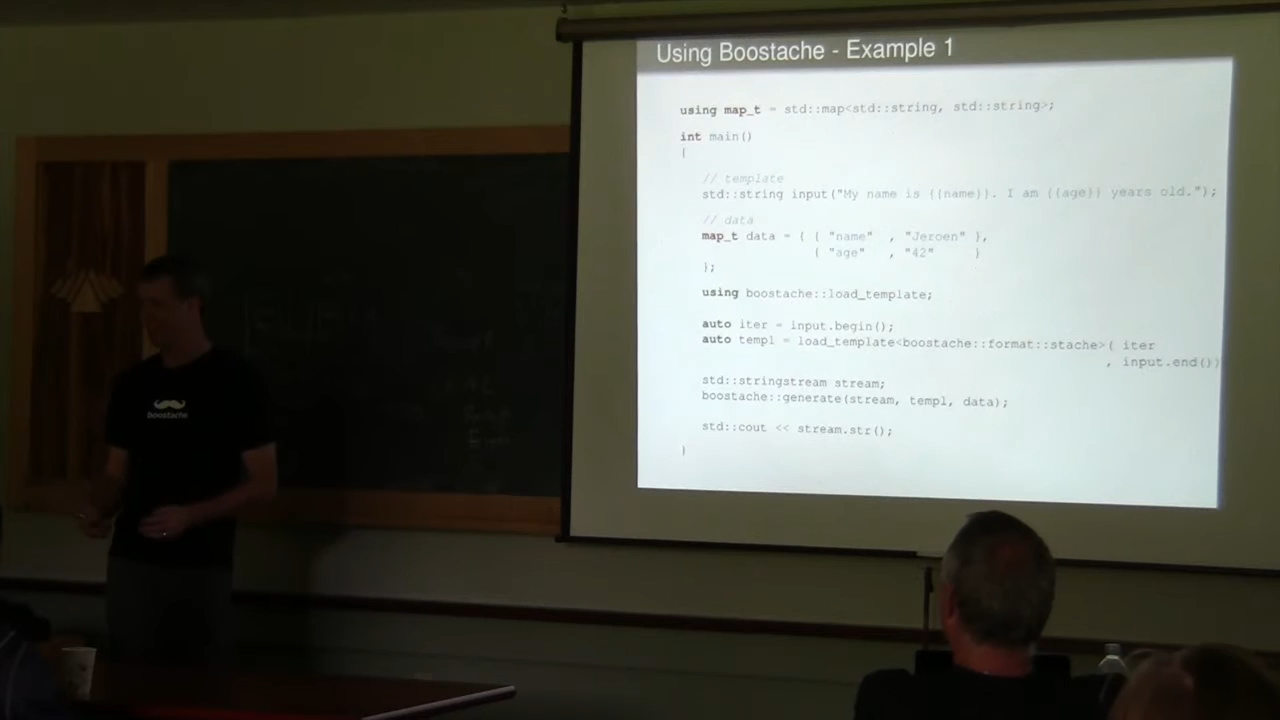 Using Boostache - Example 1
using map_t = std::map<std::string, std::string>;
int main()
{
// template
std::string input("My name is {{name}}. I am {{age}} years old.");
// data
map_t data = { { "name" , "Jeroen" },
{ "age" , "42" }
};
using boostache::load_template;
auto iter = input.begin();
auto templ = load_template<boostache::format::stache>( iter
, input.end())
std::stringstream stream;
boostache::generate(stream, templ, data);
std::cout << stream.str();
}
boostache